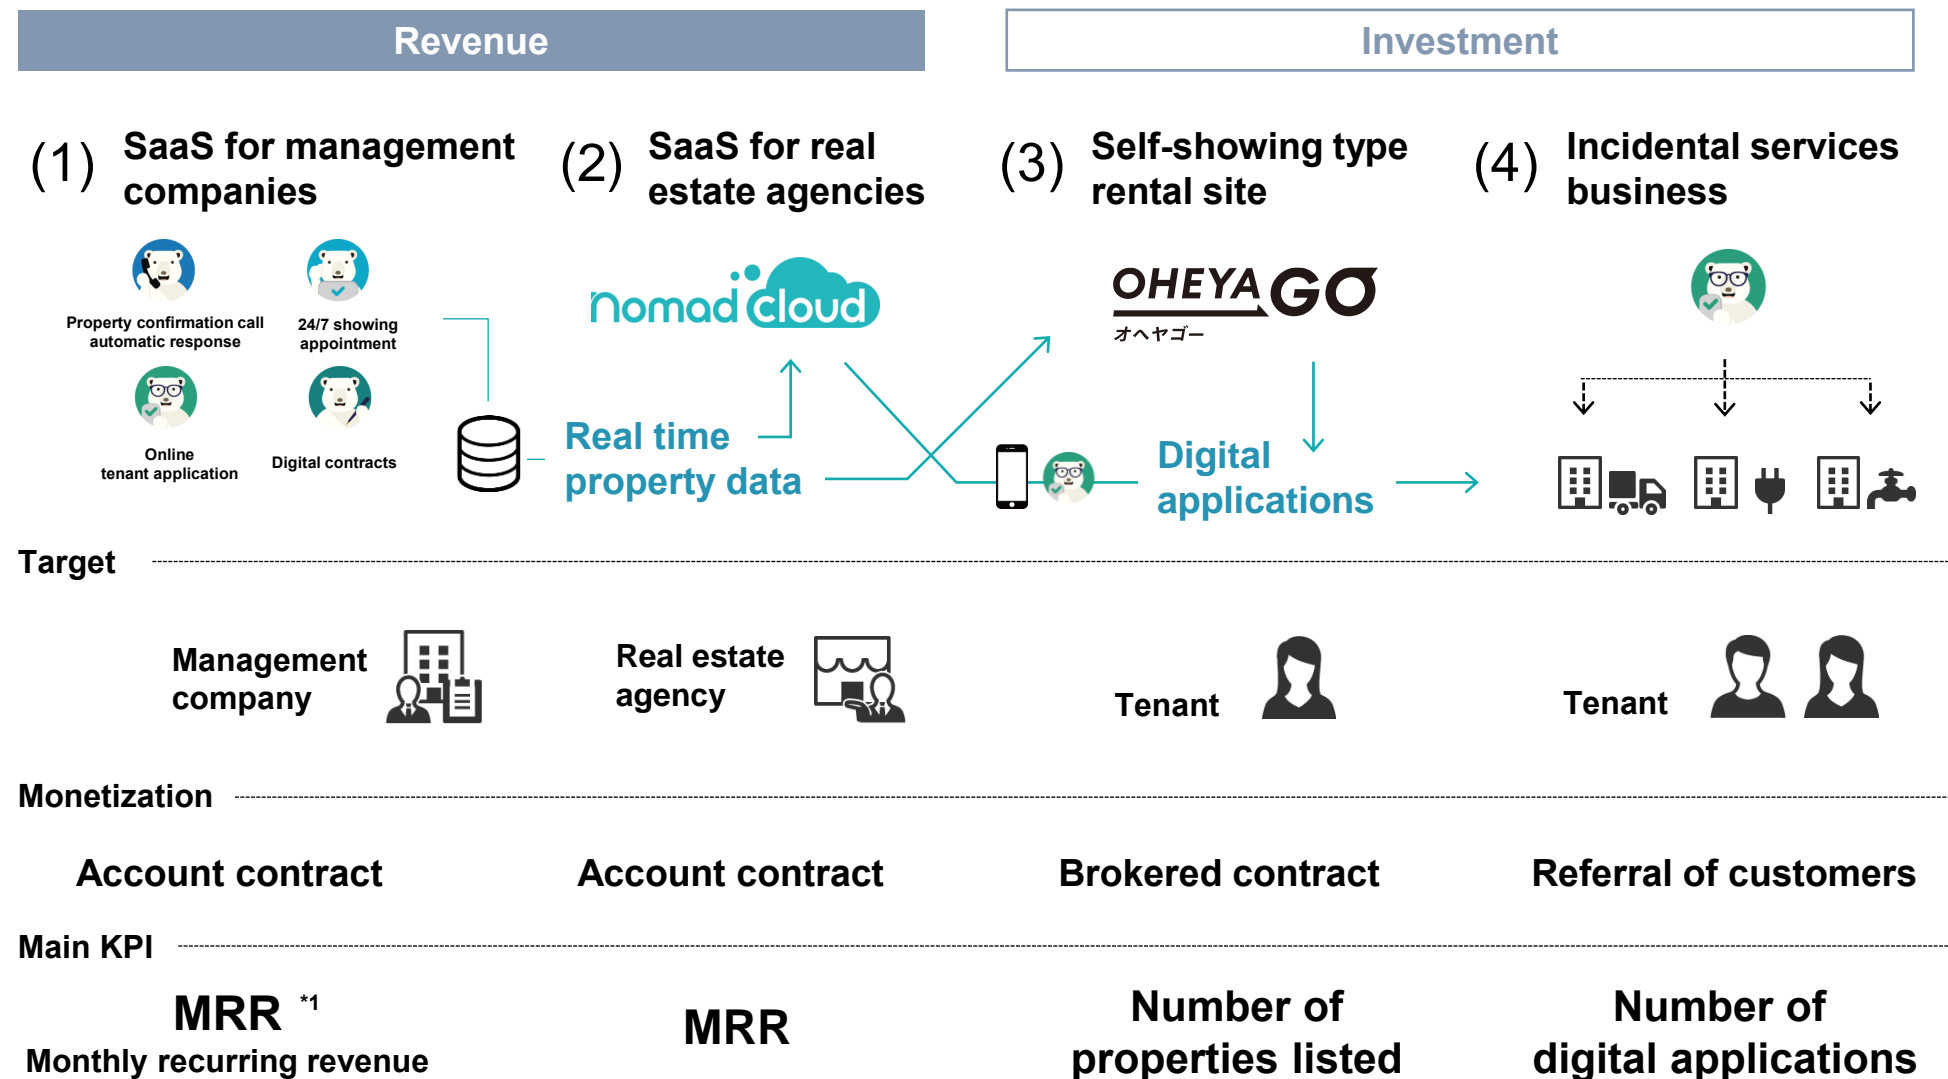 Revenue
Investment
(1) SaaS for management
companies
(2) SaaS for real
estate agencies
(3) Self-showing type
rental site
(4) Incidental services
business
Property confirmation call
automatic response
24/7 showing
appointment
Online
tenant application
Digital contracts
nomad cloud
OHEYA GO
オヘヤゴー
Real time
property data
Digital
applications
Target
Management
company
Real estate
agency
Tenant
Tenant
Monetization
Account contract
Account contract
Brokered contract
Referral of customers
Main KPI
MRR *1
Monthly recurring revenue
MRR
Number of
properties listed
Number of
digital applications